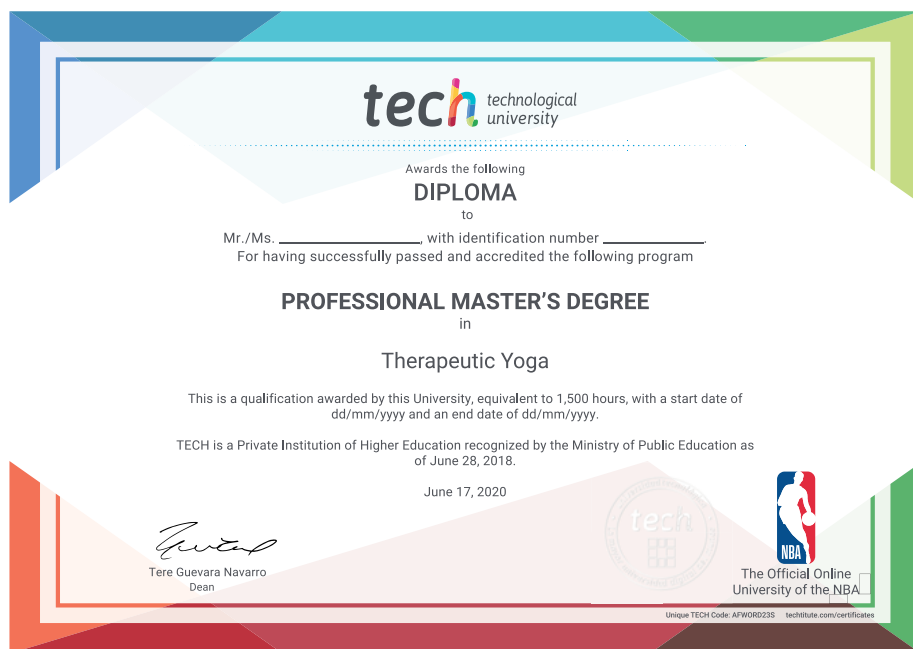 tech technological
university
Awards the following
DIPLOMA
to
Mr./Ms. ____________________, with identification number ______________.
For having successfully passed and accredited the following program
PROFESSIONAL MASTER'S DEGREE
in
Therapeutic Yoga
This is a qualification awarded by this University, equivalent to 1,500 hours, with a start date of
dd/mm/yyyy and an end date of dd/mm/yyyy.
TECH is a Private Institution of Higher Education recognized by the Ministry of Public Education as
of June 28, 2018.
June 17, 2020
tech
NBA
Tere Guevara Navarro
Dean
The Official Online
University of the NBA
Unique TECH Code: AFWORD23S techtitute.com/certificates